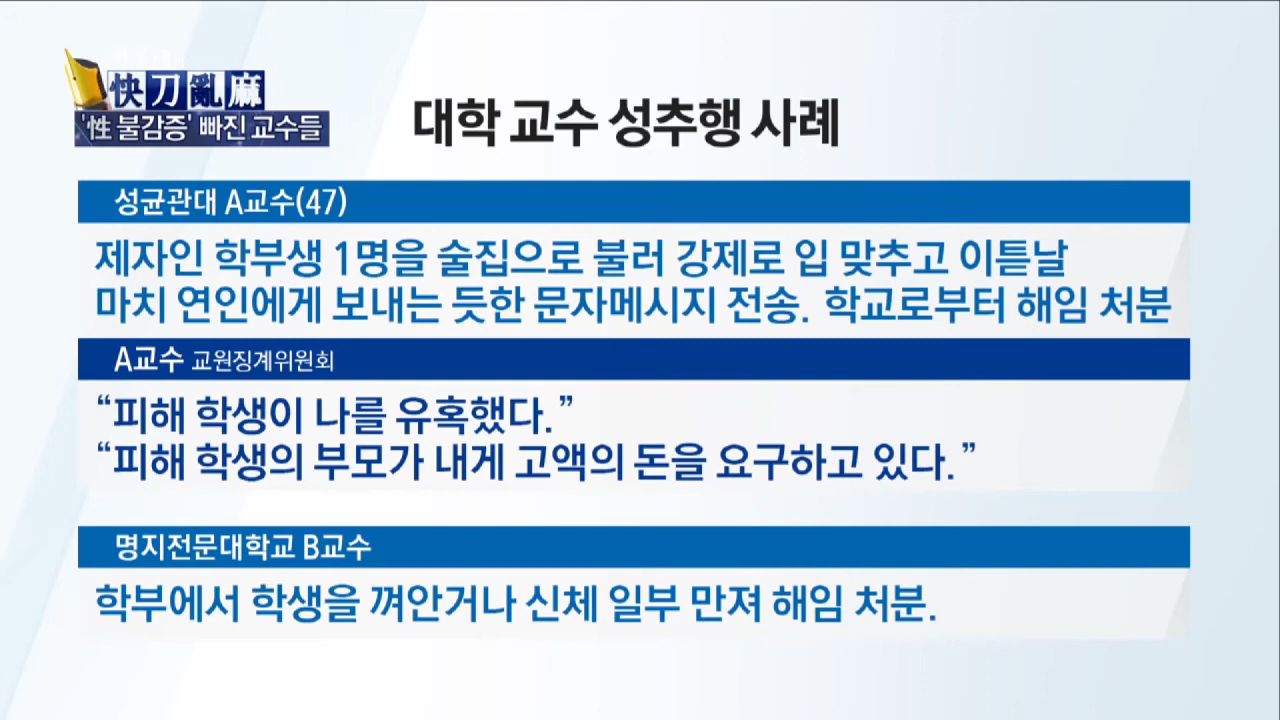 快刀亂麻
'性 불감증' 빠진 교수들
대학 교수 성추행 사례
성균관대 A교수(47)
제자인 학부생 1명을 술집으로 불러 강제로 입 맞추고 이튿날
마치 연인에게 보내는 듯한 문자메시지 전송. 학교로부터 해임 처분
A교수 교원징계위원회
“피해 학생이 나를 유혹했다.”
“피해 학생의 부모가 내게 고액의 돈을 요구하고 있다.”
명지전문대학교 B교수
학부에서 학생을 껴안거나 신체 일부 만져 해임 처분.